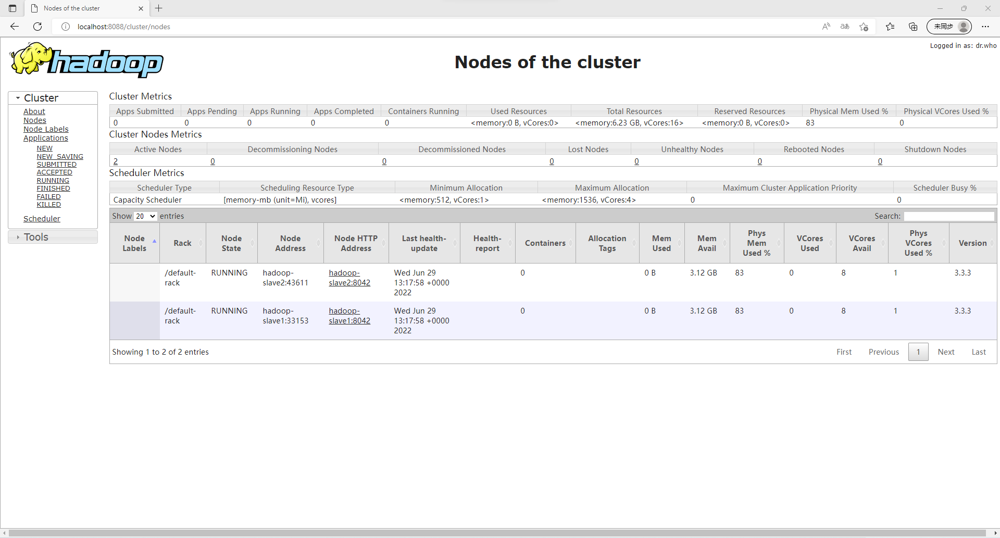 Nodes of the cluster
localhost:8088/cluster/nodes
未同步
hadoop
Nodes of the cluster
Logged in as: dr.who
Cluster
About
Nodes
Node Labels
Applications
NEW
NEW_SAVING
SUBMITTED
ACCEPTED
RUNNING
FINISHED
FAILED
KILLED
Scheduler
Tools
Cluster Metrics
Apps Submitted Apps Pending Apps Running Apps Completed Containers Running Used Resources Total Resources Reserved Resources Physical Mem Used % Physical VCores Used %
0 0 0 0 0 <memory:0 B, vCores:0> <memory:6.23 GB, vCores:16> <memory:0 B, vCores:0> 83 0
Cluster Nodes Metrics
Active Nodes Decommissioning Nodes Decommissioned Nodes Lost Nodes Unhealthy Nodes Rebooted Nodes Shutdown Nodes
2 0 0 0 0 0 0
Scheduler Metrics
Scheduler Type Scheduling Resource Type Minimum Allocation Maximum Allocation Maximum Cluster Application Priority Scheduler Busy %
Capacity Scheduler [memory-mb (unit=Mi), vcores] <memory:512, vCores:1> <memory:1536, vCores:4> 0 0
Show 20 entries Search:
Node Labels Rack Node State Node Address Node HTTP Address Last health-update Health-report Containers Allocation Tags Mem Used Mem Avail Phys Mem Used % VCores Used VCores Avail Phys VCores Used % Version
/default-rack RUNNING hadoop-slave2:43611 hadoop-slave2:8042 Wed Jun 29 13:17:58 +0000 2022 0 0 B 3.12 GB 83 0 8 1 3.3.3
/default-rack RUNNING hadoop-slave1:33153 hadoop-slave1:8042 Wed Jun 29 13:17:58 +0000 2022 0 0 B 3.12 GB 83 0 8 1 3.3.3
Showing 1 to 2 of 2 entries First Previous 1 Next Last